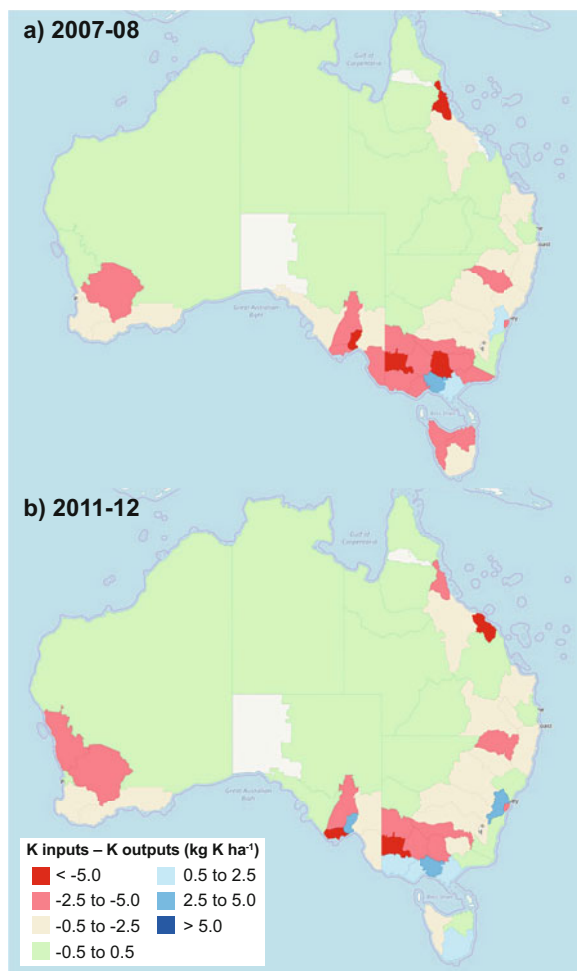 a) 2007-08
Gulf of
Carpentaria
Great Australian
Bight
Bass Strait
b) 2011-12
Gulf of
Carpentaria
Great Australian
Bight
K inputs – K outputs (kg K ha⁻¹)
< -5.0
0.5 to 2.5
-2.5 to -5.0
2.5 to 5.0
-0.5 to -2.5
> 5.0
-0.5 to 0.5